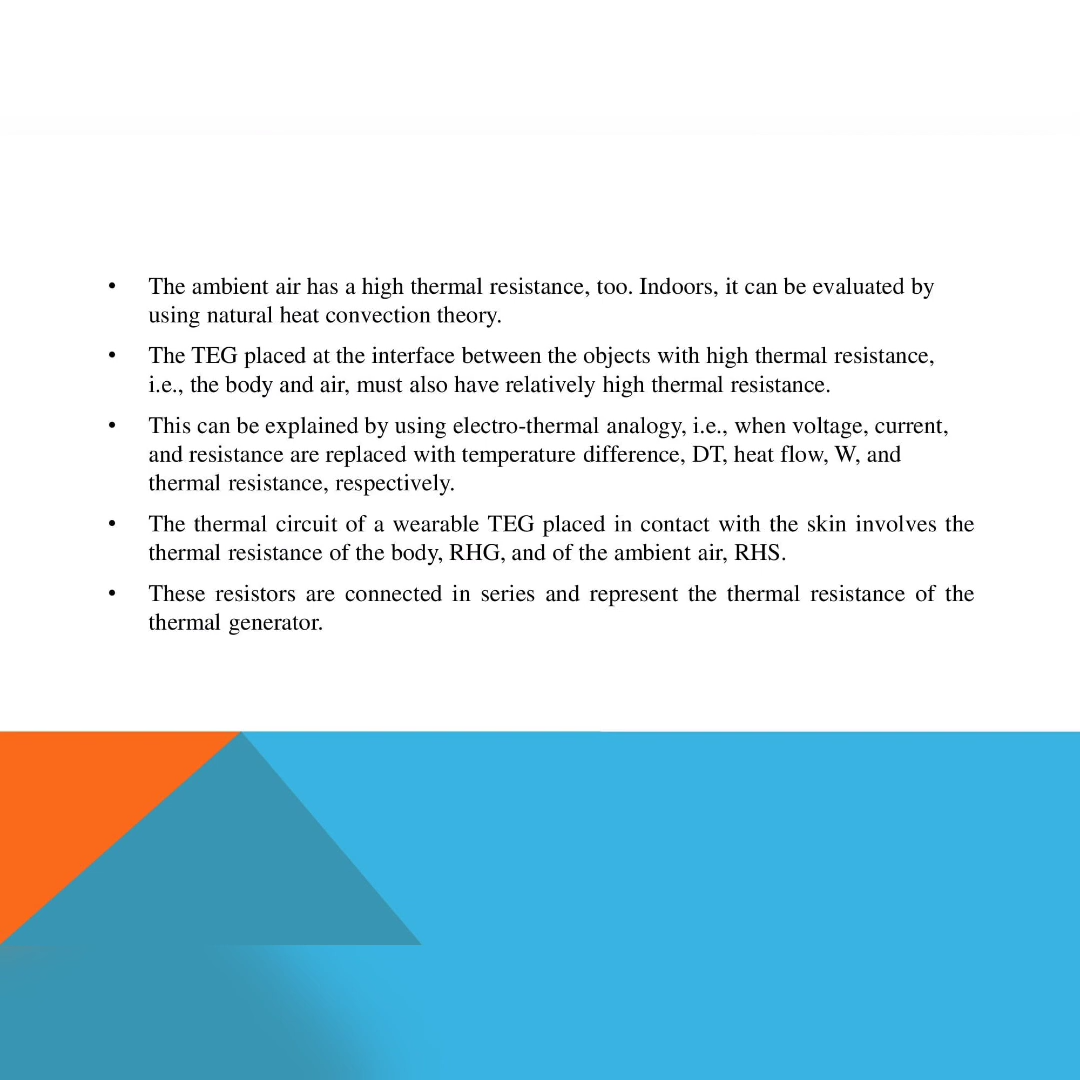 • The ambient air has a high thermal resistance, too. Indoors, it can be evaluated by
using natural heat convection theory.
• The TEG placed at the interface between the objects with high thermal resistance,
i.e., the body and air, must also have relatively high thermal resistance.
• This can be explained by using electro-thermal analogy, i.e., when voltage, current,
and resistance are replaced with temperature difference, DT, heat flow, W, and
thermal resistance, respectively.
• The thermal circuit of a wearable TEG placed in contact with the skin involves the
thermal resistance of the body, RHG, and of the ambient air, RHS.
• These resistors are connected in series and represent the thermal resistance of the
thermal generator.